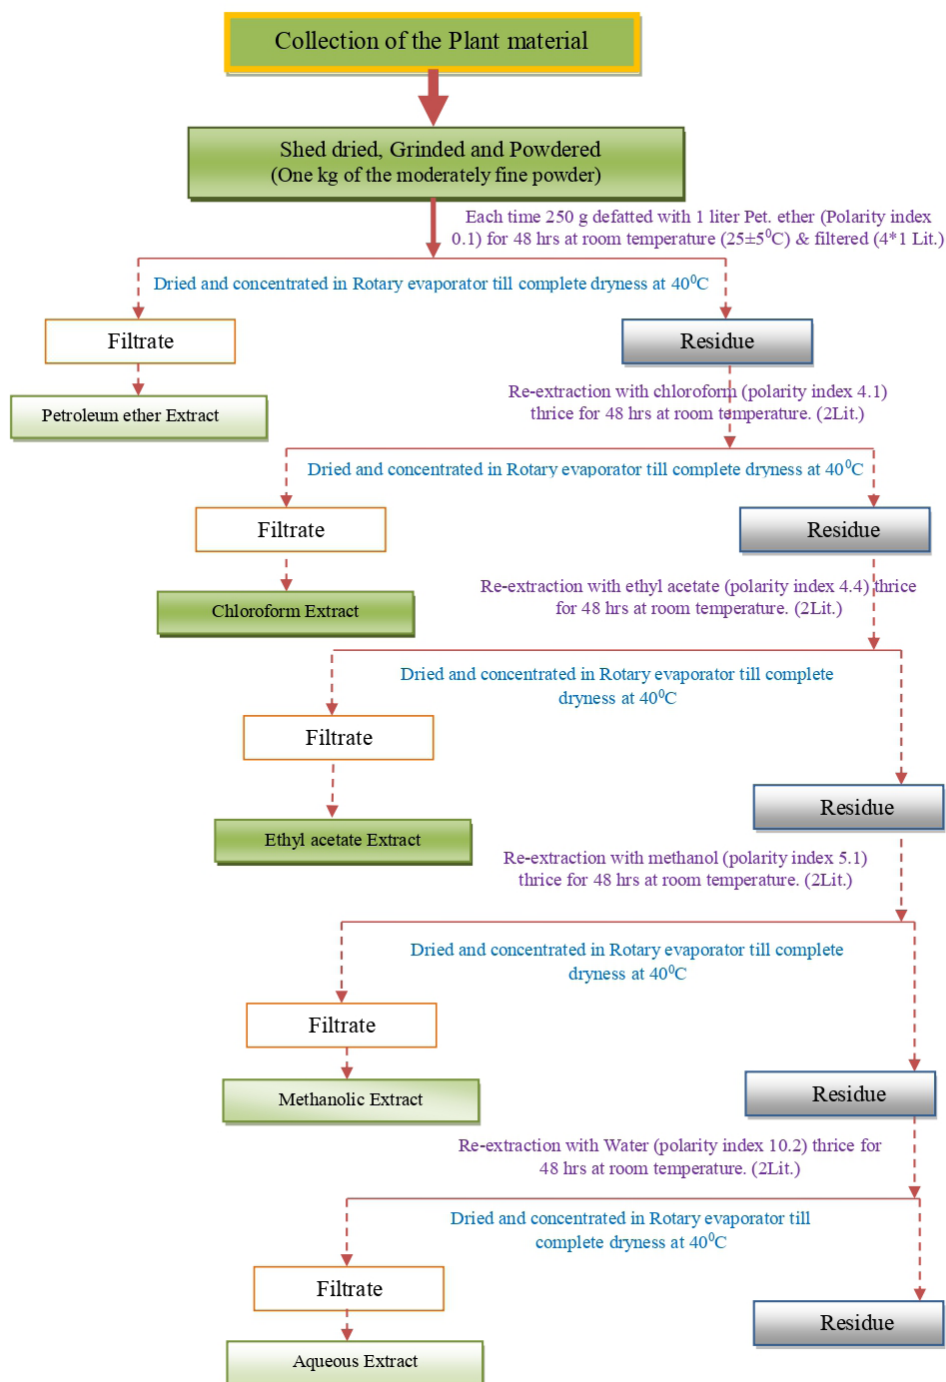 Collection of the Plant material
Shed dried, Grinded and Powdered
(One kg of the moderately fine powder)
Each time 250 g defatted with 1 liter Pet. ether (Polarity index
0.1) for 48 hrs at room temperature (25±5⁰C) & filtered (4*1 Lit.)
Dried and concentrated in Rotary evaporator till complete dryness at 40⁰C
Filtrate
Residue
Petroleum ether Extract
Re-extraction with chloroform (polarity index 4.1)
thrice for 48 hrs at room temperature. (2Lit.)
Dried and concentrated in Rotary evaporator till complete dryness at 40⁰C
Filtrate
Residue
Chloroform Extract
Re-extraction with ethyl acetate (polarity index 4.4) thrice
for 48 hrs at room temperature. (2Lit.)
Dried and concentrated in Rotary evaporator till complete
dryness at 40⁰C
Filtrate
Residue
Ethyl acetate Extract
Re-extraction with methanol (polarity index 5.1)
thrice for 48 hrs at room temperature. (2Lit.)
Dried and concentrated in Rotary evaporator till complete
dryness at 40⁰C
Filtrate
Residue
Methanolic Extract
Re-extraction with Water (polarity index 10.2) thrice for
48 hrs at room temperature. (2Lit.)
Dried and concentrated in Rotary evaporator till
complete dryness at 40⁰C
Filtrate
Residue
Aqueous Extract